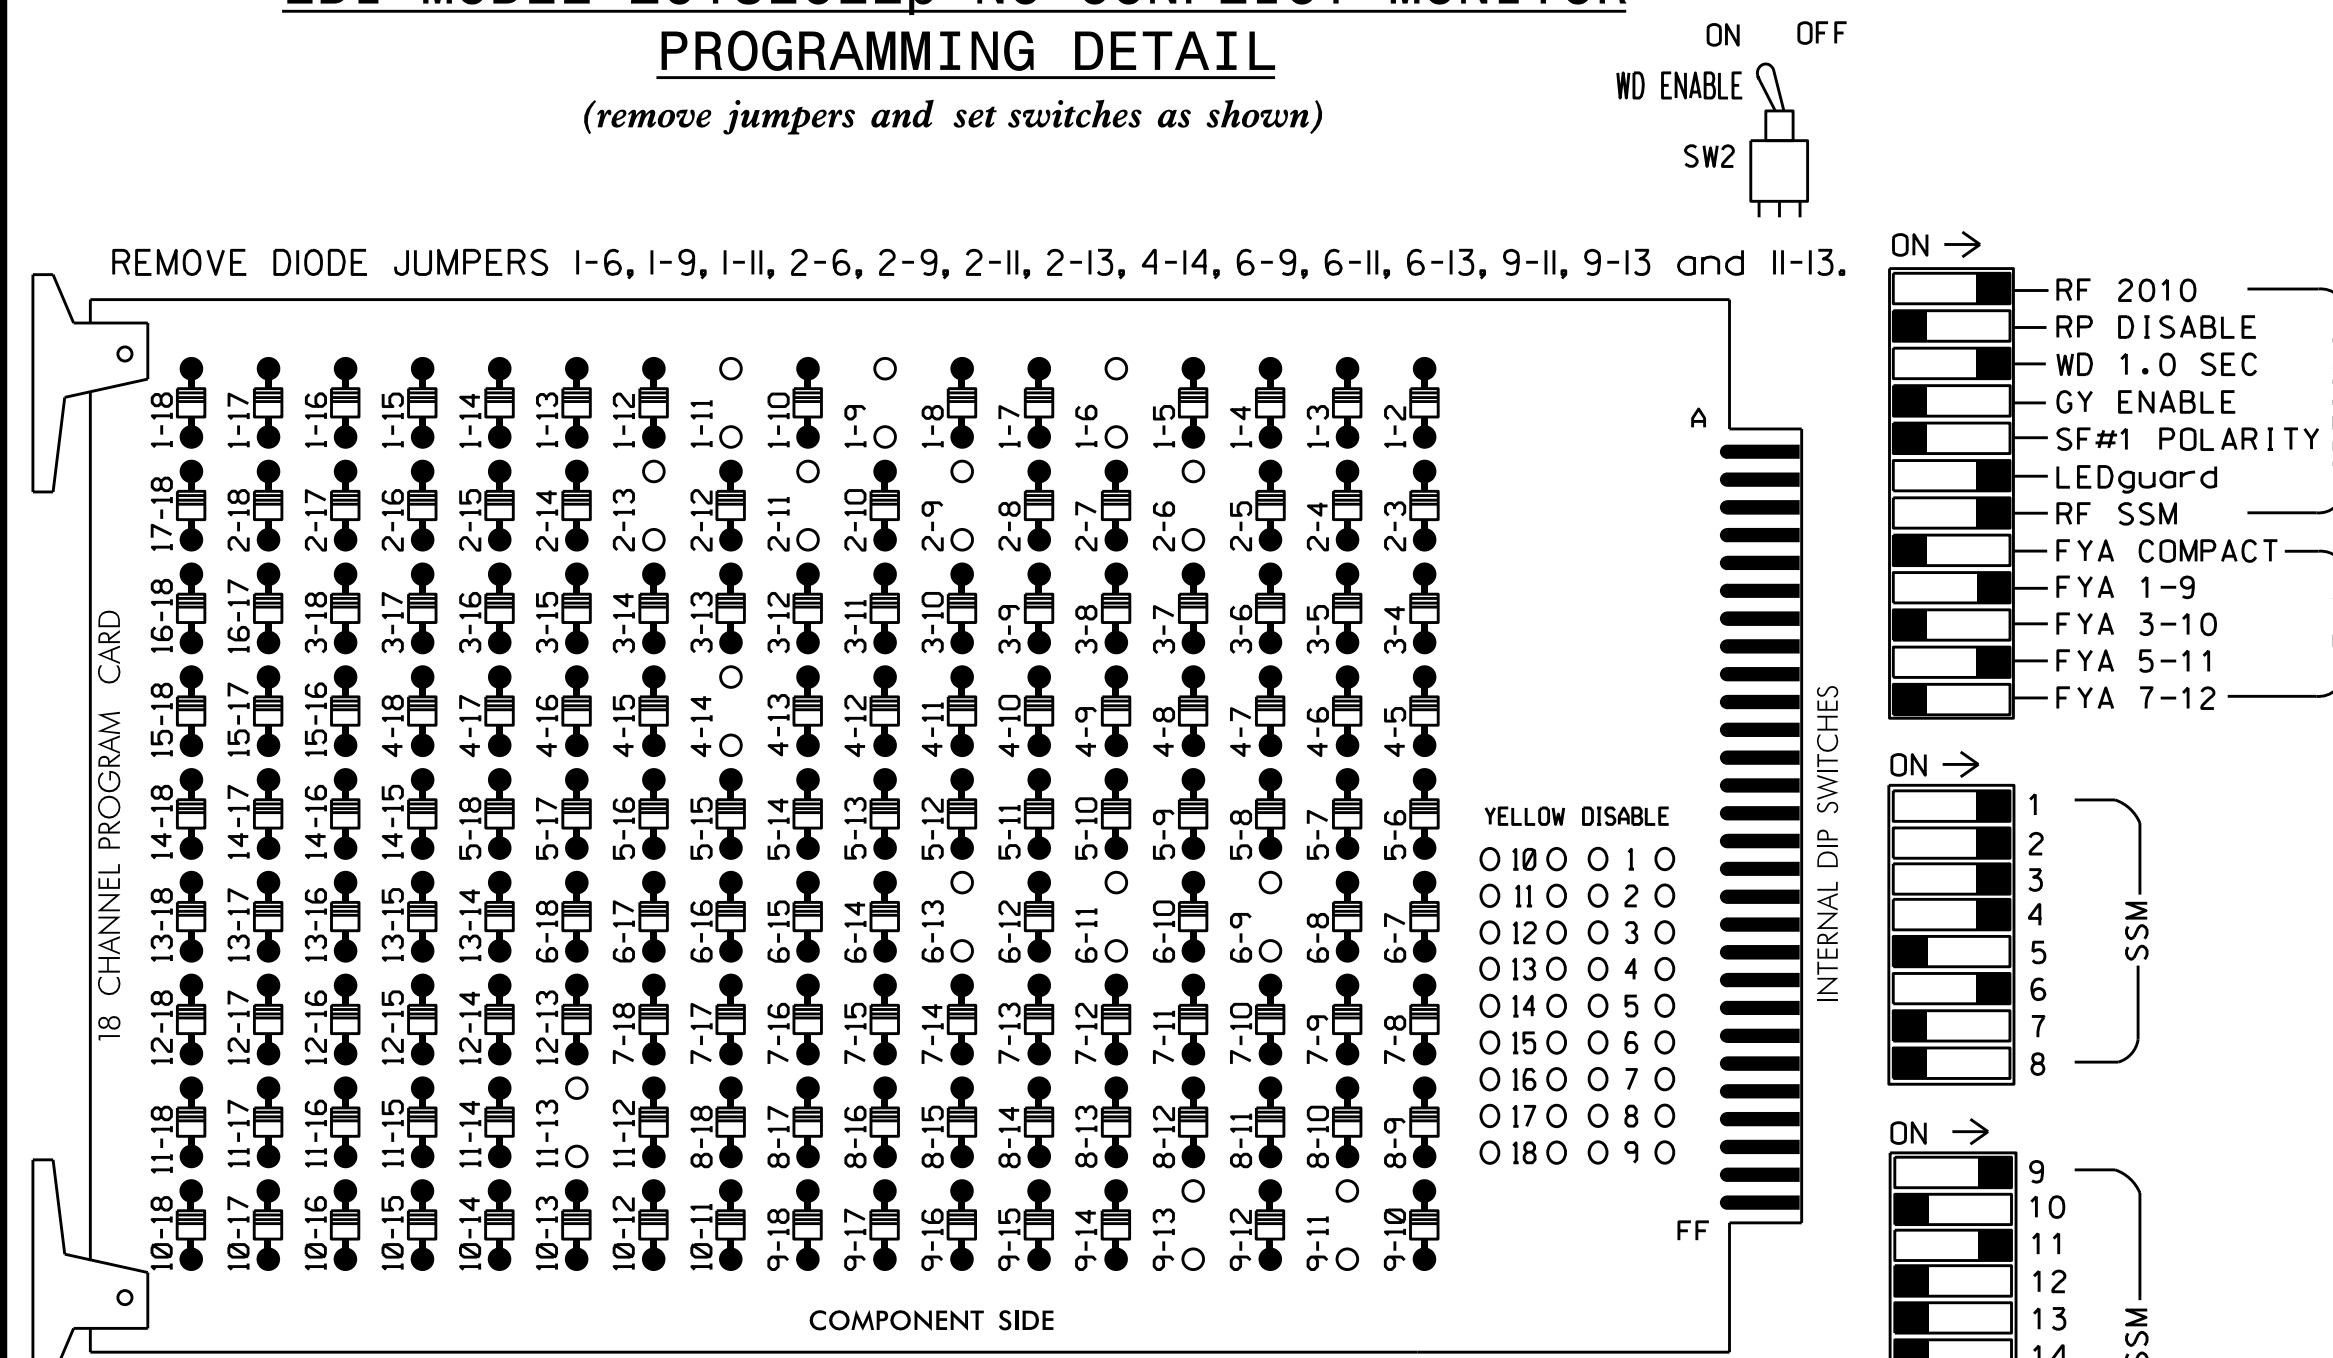 PROGRAMMING DETAIL
(remove jumpers and set switches as shown)
ON OFF
WD ENABLE
SW2
REMOVE DIODE JUMPERS 1-6, 1-9, 1-11, 2-6, 2-9, 2-11, 2-13, 4-14, 6-9, 6-11, 6-13, 9-11, 9-13 and 11-13.
18 CHANNEL PROGRAM CARD
1-18 1-17 1-16 1-15 1-14 1-13 1-12 1-11 1-10 1-9 1-8 1-7 1-6 1-5 1-4 1-3 1-2
17-18 2-18 2-17 2-16 2-15 2-14 2-13 2-12 2-11 2-10 2-9 2-8 2-7 2-6 2-5 2-4 2-3
16-18 16-17 3-18 3-17 3-16 3-15 3-14 3-13 3-12 3-11 3-10 3-9 3-8 3-7 3-6 3-5 3-4
15-18 15-17 15-16 4-18 4-17 4-16 4-15 4-14 4-13 4-12 4-11 4-10 4-9 4-8 4-7 4-6 4-5
14-18 14-17 14-16 14-15 5-18 5-17 5-16 5-15 5-14 5-13 5-12 5-11 5-10 5-9 5-8 5-7 5-6
13-18 13-17 13-16 13-15 13-14 6-18 6-17 6-16 6-15 6-14 6-13 6-12 6-11 6-10 6-9 6-8 6-7
12-18 12-17 12-16 12-15 12-14 12-13 7-18 7-17 7-16 7-15 7-14 7-13 7-12 7-11 7-10 7-9 7-8
11-18 11-17 11-16 11-15 11-14 11-13 11-12 8-18 8-17 8-16 8-15 8-14 8-13 8-12 8-11 8-10 8-9
10-18 10-17 10-16 10-15 10-14 10-13 10-12 10-11 9-18 9-17 9-16 9-15 9-14 9-13 9-12 9-11 9-10
COMPONENT SIDE
YELLOW DISABLE
10 1
11 2
12 3
13 4
14 5
15 6
16 7
17 8
18 9
A
FF
INTERNAL DIP SWITCHES
ON
RF 2010
RP DISABLE
WD 1.0 SEC
GY ENABLE
SF#1 POLARITY
LEDguard
RF SSM
FYA COMPACT
FYA 1-9
FYA 3-10
FYA 5-11
FYA 7-12
ON
1
2
3
4
5
6
7
8
SSM
ON
9
10
11
12
13
14
SSM